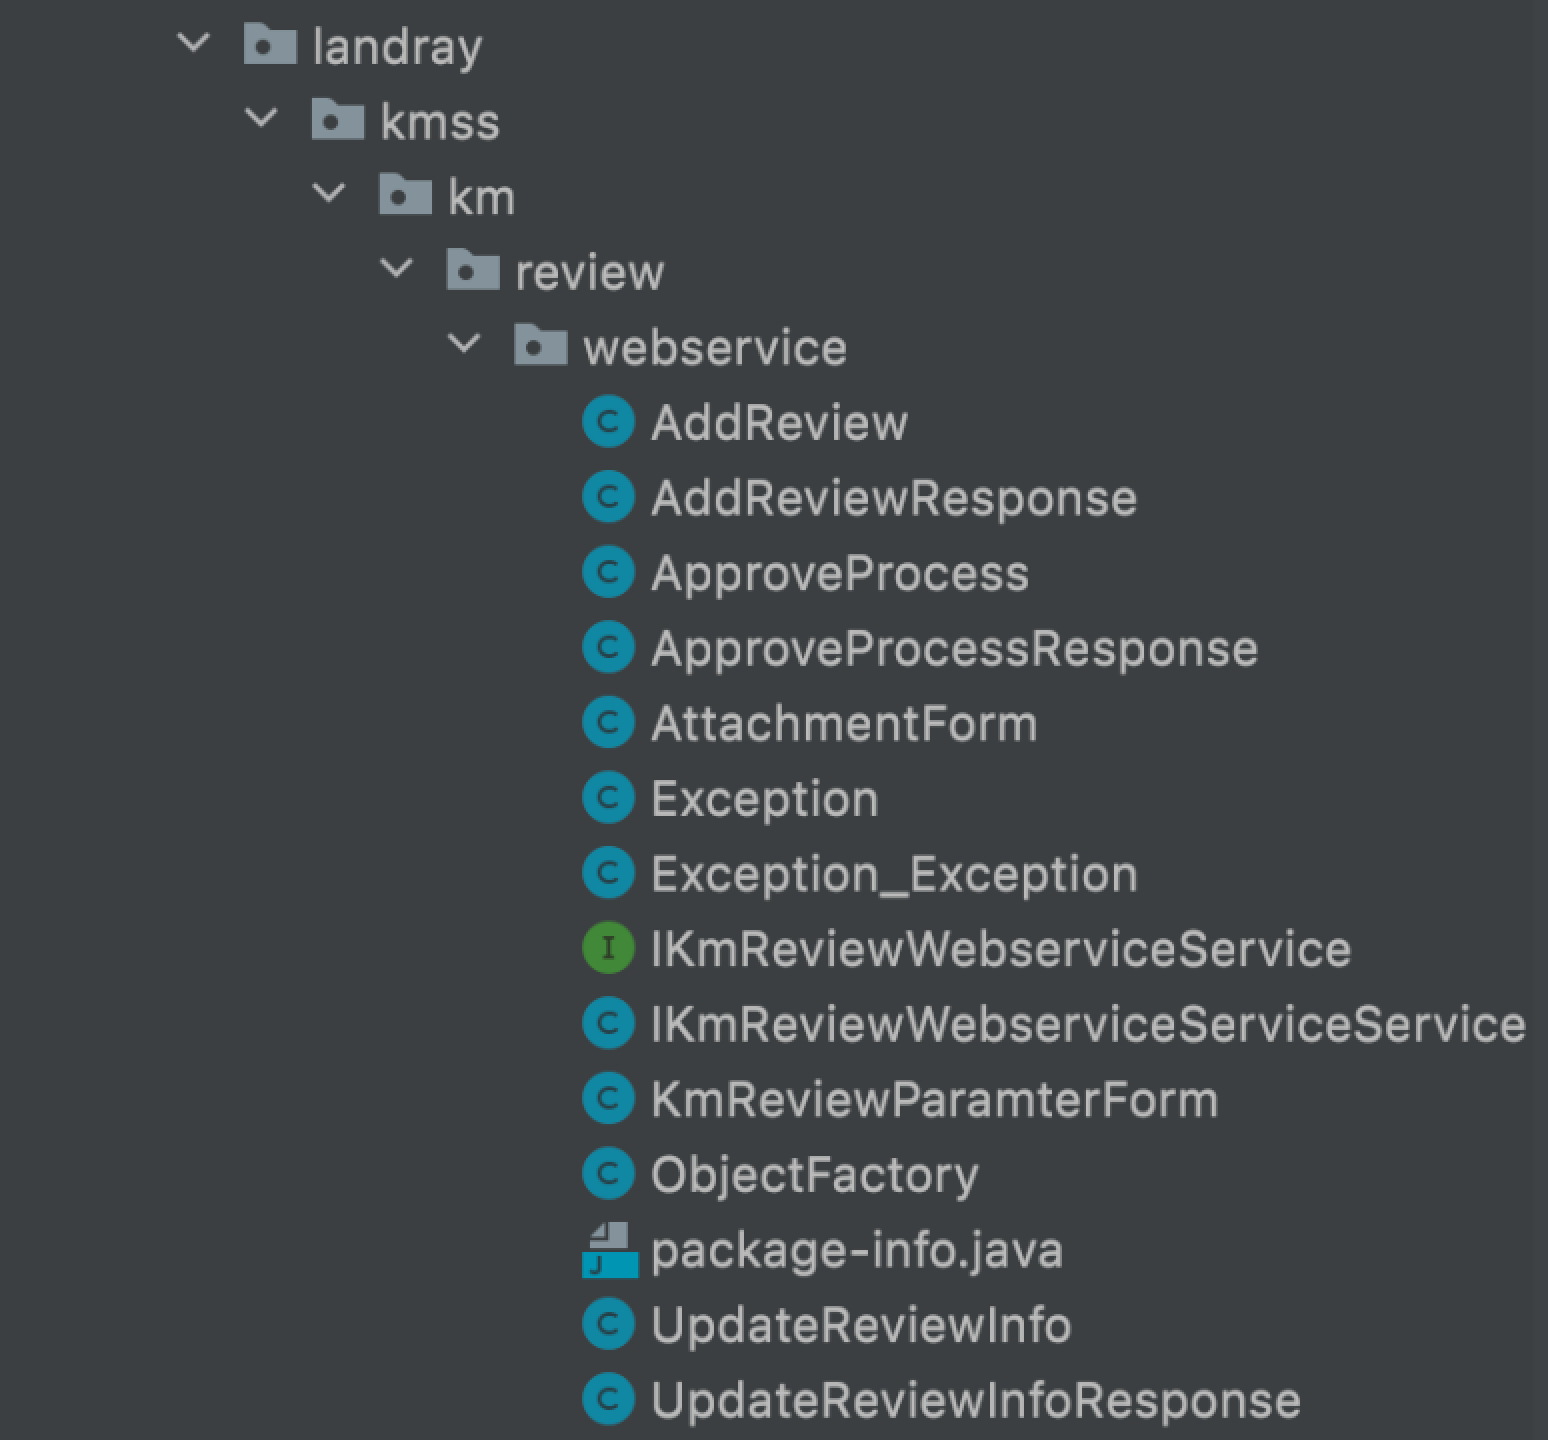 landray
kmss
km
review
webservice
AddReview
AddReviewResponse
ApproveProcess
ApproveProcessResponse
AttachmentForm
Exception
Exception_Exception
IKmReviewWebserviceService
IKmReviewWebserviceServiceService
KmReviewParamterForm
ObjectFactory
package-info.java
UpdateReviewInfo
UpdateReviewInfoResponse